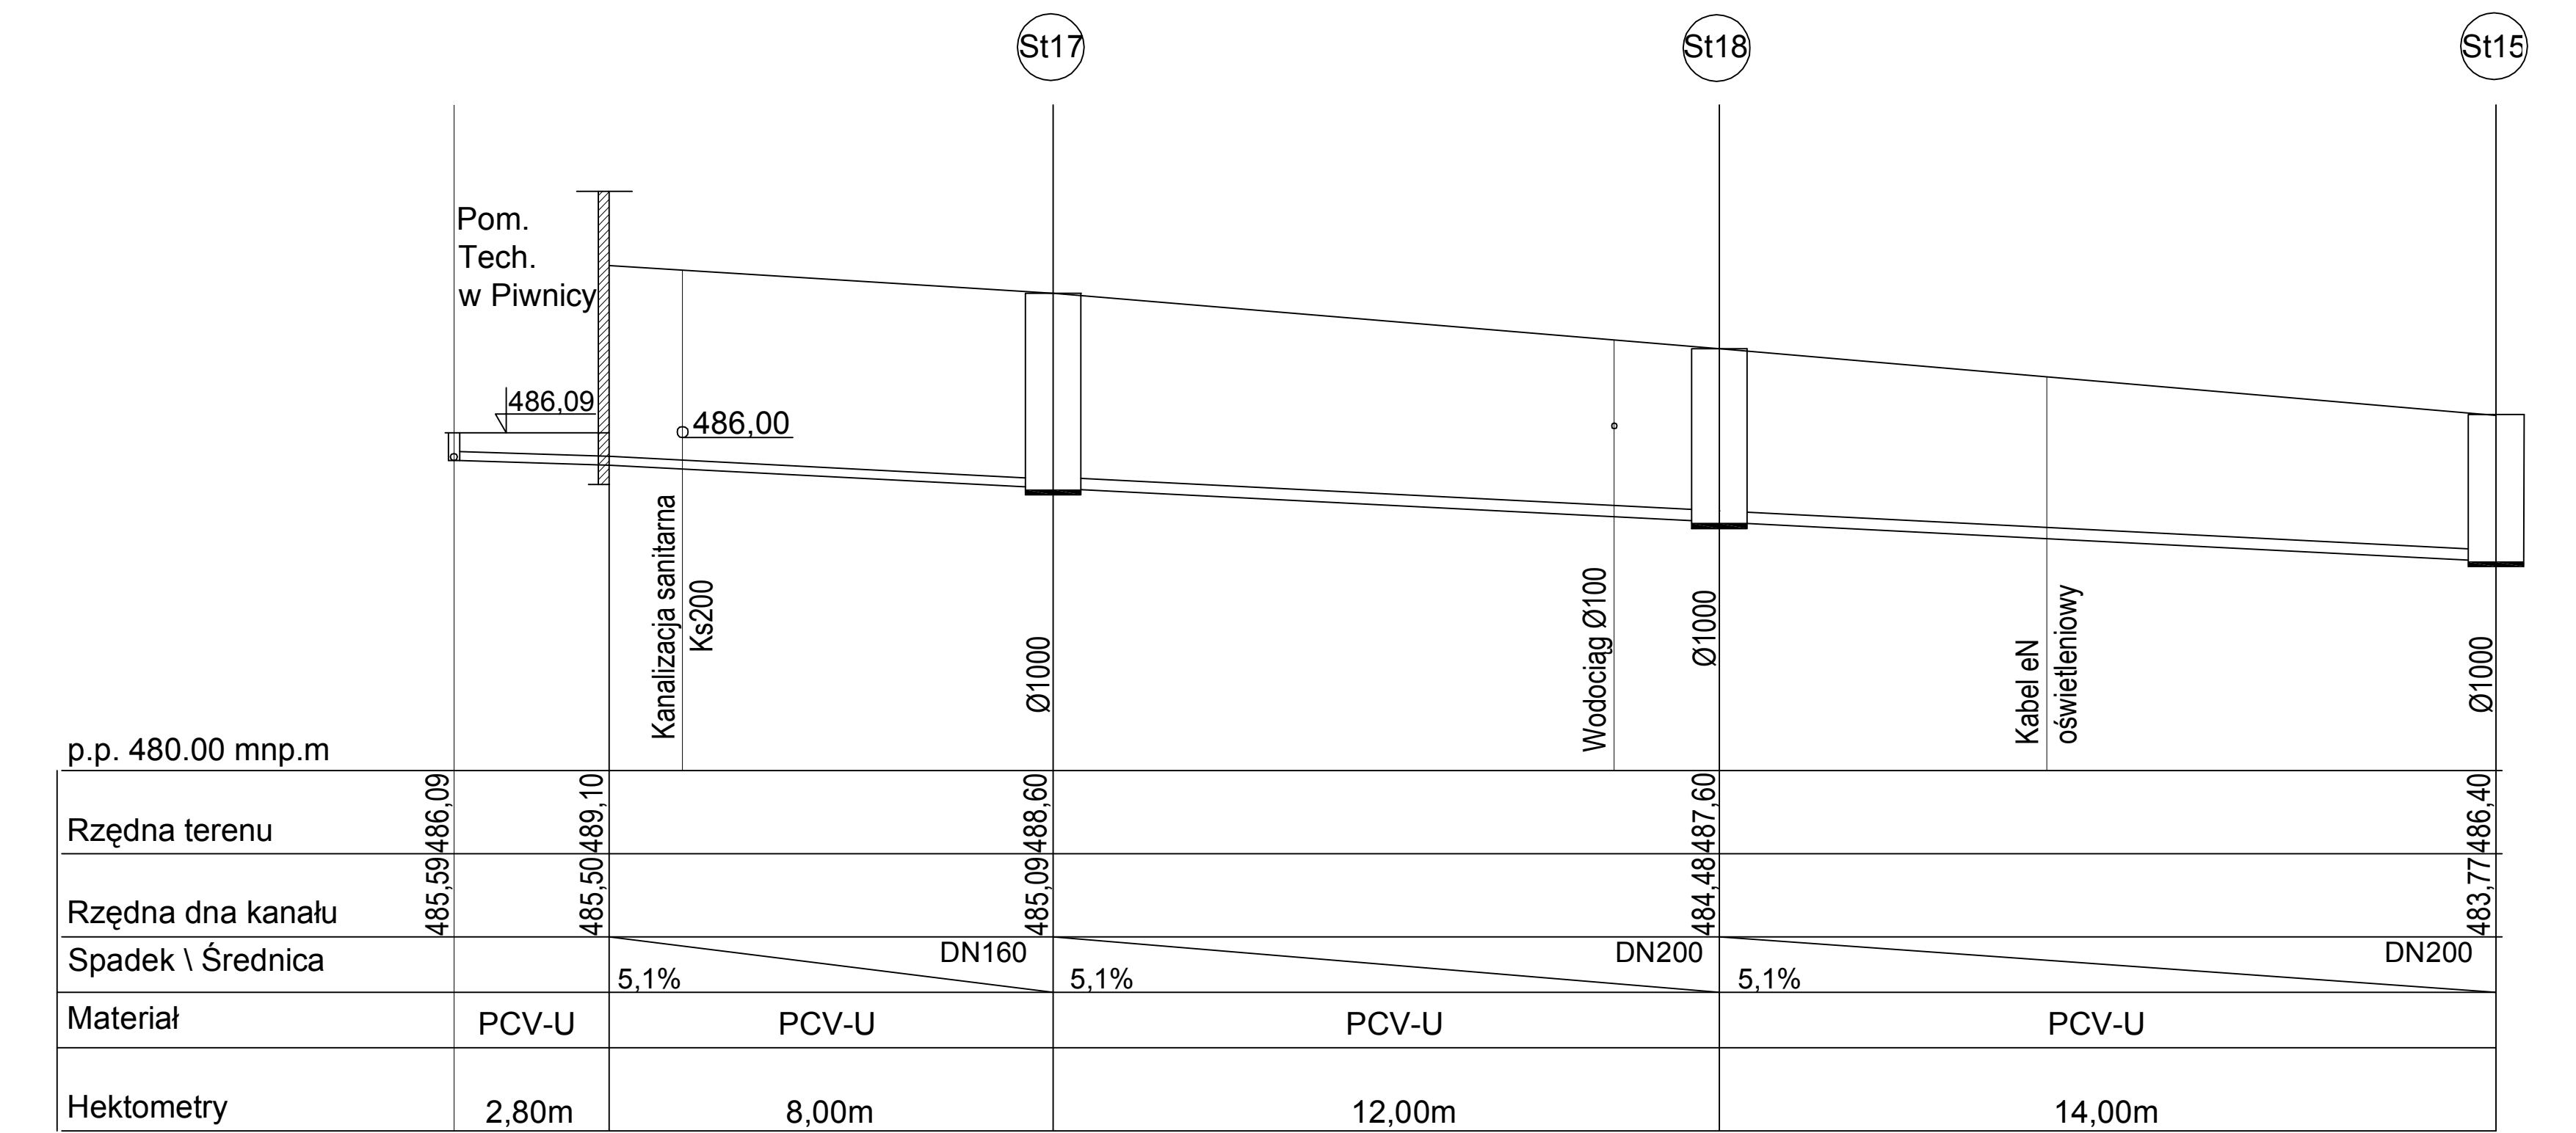 St17
St18
St15
Pom.
Tech.
w Piwnicy
486,09
486,00
Kanalizacja sanitarna
Ks200
Ø1000
Wodociąg Ø100
Ø1000
Kabel eN
oświetleniowy
Ø1000
p.p. 480.00 mnp.m
Rzędna terenu
486,09
489,10
488,60
487,60
486,40
Rzędna dna kanału
485,59
485,50
485,09
484,48
483,77
Spadek \ Średnica
5,1%
DN160
5,1%
DN200
5,1%
DN200
Materiał
PCV-U
PCV-U
PCV-U
PCV-U
Hektometry
2,80m
8,00m
12,00m
14,00m